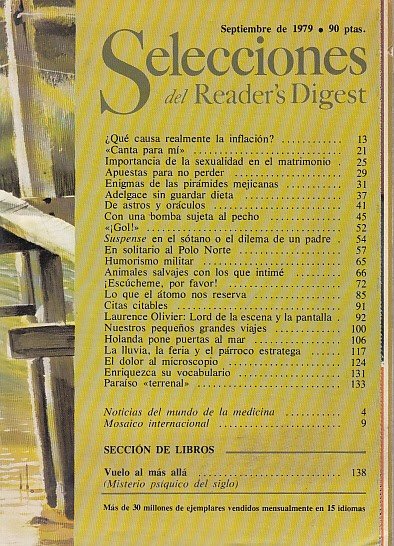 Septiembre de 1979 • 90 ptas.
Selecciones
del Reader's Digest
¿Qué causa realmente la inflación? .......... 13
«Canta para mí» .......... 21
Importancia de la sexualidad en el matrimonio 25
Apuestas para no perder .......... 29
Enigmas de las pirámides mejicanas .......... 31
Adelgace sin guardar dieta .......... 37
De astros y oráculos .......... 41
Con una bomba sujeta al pecho .......... 45
«¡Gol!» .......... 52
Suspense en el sótano o el dilema de un padre . 54
En solitario al Polo Norte .......... 57
Humorismo militar .......... 65
Animales salvajes con los que intimé .......... 66
¡Escúcheme, por favor! .......... 72
Lo que el átomo nos reserva .......... 85
Citas citables .......... 91
Laurence Olivier: Lord de la escena y la pantalla . 92
Nuestros pequeños grandes viajes .......... 100
Holanda pone puertas al mar .......... 106
La lluvia, la feria y el párroco estratega ....... 117
El dolor al microscopio .......... 124
Enriquezca su vocabulario .......... 131
Paraíso «terrenal» .......... 133
Noticias del mundo de la medicina .......... 4
Mosaico internacional .......... 9
SECCIÓN DE LIBROS
Vuelo al más allá .......... 138
(Misterio psíquico del siglo)
Más de 30 millones de ejemplares vendidos mensualmente en 15 idiomas